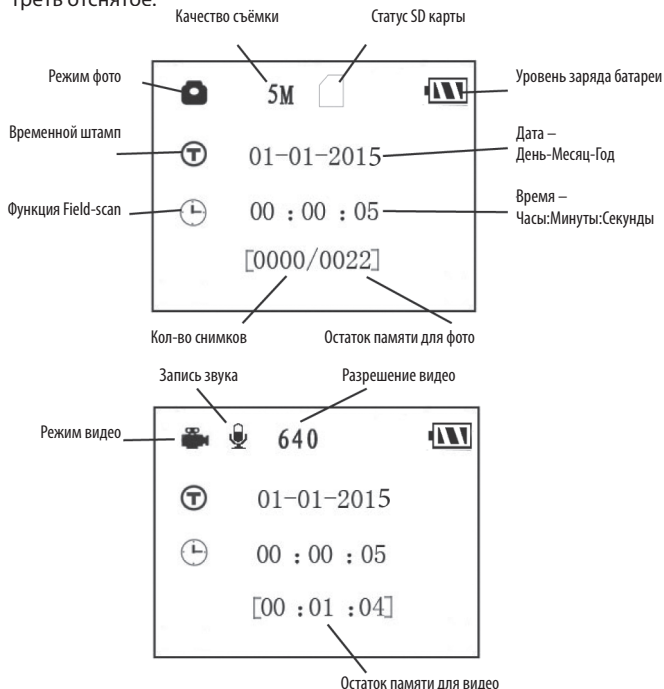 треть отснятое.
Качество съёмки
Статус SD карты
Режим фото
5M
Уровень заряда батареи
Временной штамп
T
01-01-2015
Дата –
День-Месяц-Год
Функция Field-scan
00 : 00 : 05
Время –
Часы:Минуты:Секунды
[0000/0022]
Кол-во снимков
Остаток памяти для фото
Запись звука
Разрешение видео
Режим видео
640
T
01-01-2015
00 : 00 : 05
[00 : 01 : 04]
Остаток памяти для видео